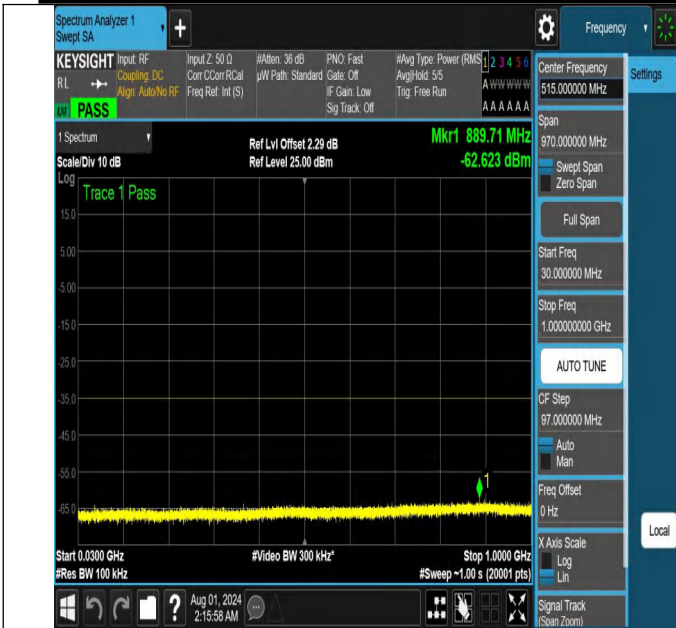 Spectrum Analyzer 1
Swept SA
+
Frequency
KEYSIGHT
RL
PASS
Input: RF
Coupling: DC
Align: Auto/No RF
Input Z: 50 Ω
Corr CCorr RCal
Freq Ref: Int (S)
#Atten: 36 dB
µW Path: Standard
PNO: Fast
Gate: Off
IF Gain: Low
Sig Track: Off
#Avg Type: Power (RMS
Avg|Hold: 5/5
Trig: Free Run
1 2 3 4 5 6
A W W W W W
A A A A A A
1 Spectrum
Scale/Div 10 dB
Log
Ref Lvl Offset 2.29 dB
Ref Level 25.00 dBm
Mkr1 889.71 MHz
-62.623 dBm
Trace 1 Pass
15.0
5.00
-5.00
-15.0
-25.0
-35.0
-45.0
-55.0
-65.0
1
Start 0.0300 GHz
#Res BW 100 kHz
#Video BW 300 kHz*
Stop 1.0000 GHz
#Sweep ~1.00 s (20001 pts)
Center Frequency
515.000000 MHz
Settings
Span
970.000000 MHz
Swept Span
Zero Span
Full Span
Start Freq
30.000000 MHz
Stop Freq
1.000000000 GHz
AUTO TUNE
CF Step
97.000000 MHz
Auto
Man
Freq Offset
0 Hz
X Axis Scale
Log
Lin
Local
Signal Track
(Span Zoom)
?
Aug 01, 2024
2:15:58 AM